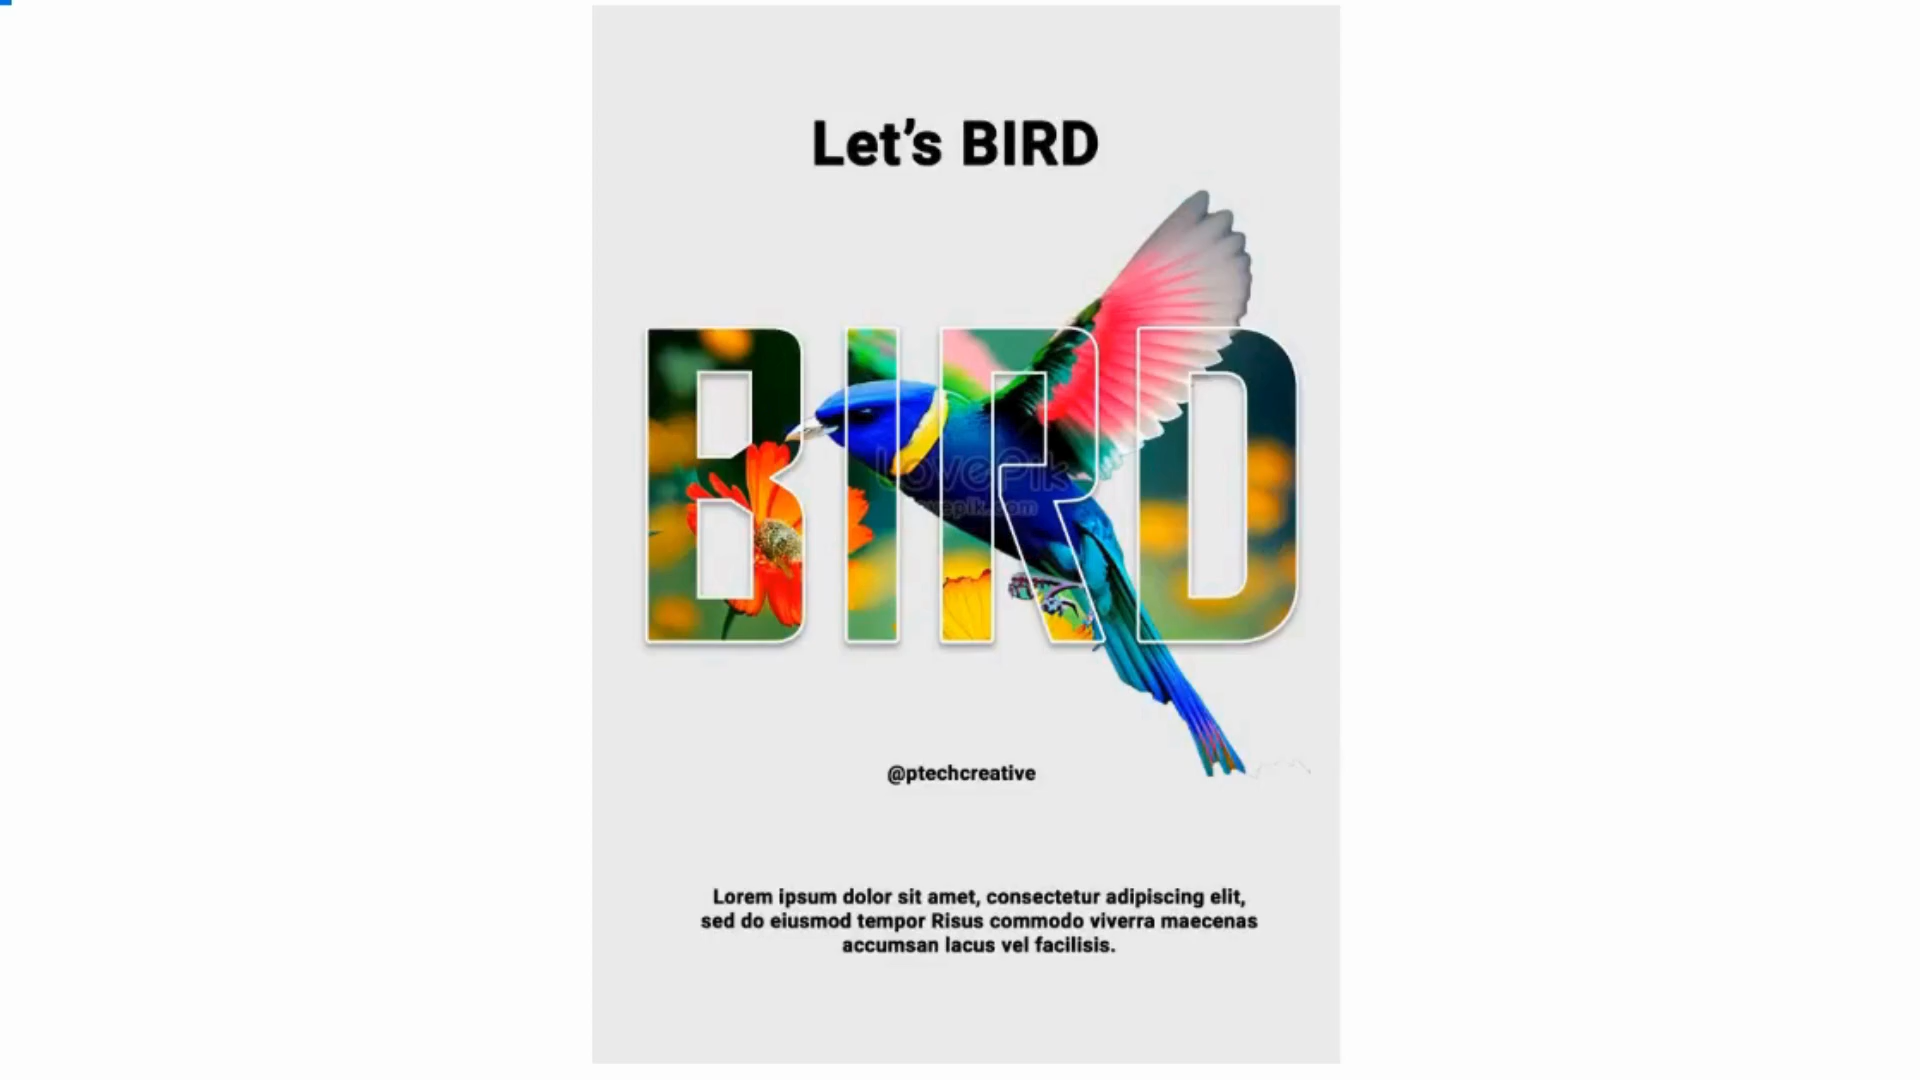 Let's BIRD
BIRD
LovePik
@ptechcreative
Lorem ipsum dolor sit amet, consectetur adipiscing elit,
sed do eiusmod tempor Risus commodo viverra maecenas
accumsan lacus vel facilisis.